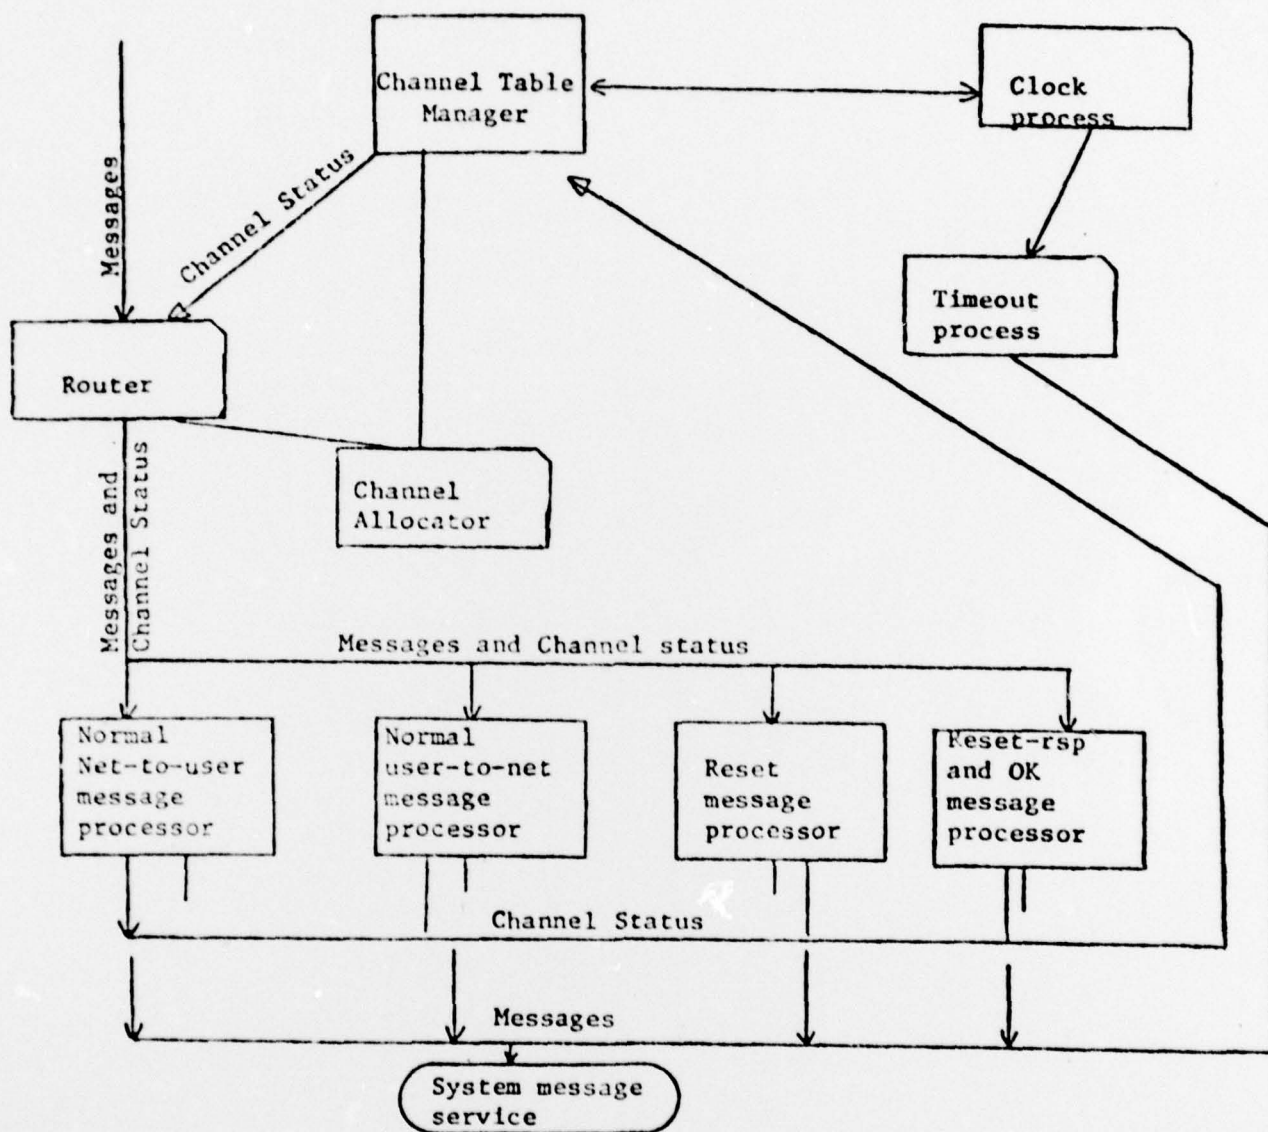 Channel Table
Manager
Clock
process
Messages
Channel Status
Timeout
process
Router
Channel
Allocator
Messages and
Channel Status
Messages and Channel status
Normal
Net-to-user
message
processor
Normal
user-to-net
message
processor
Reset
message
processor
Reset-rsp
and OK
message
processor
Channel Status
Messages
System message
service